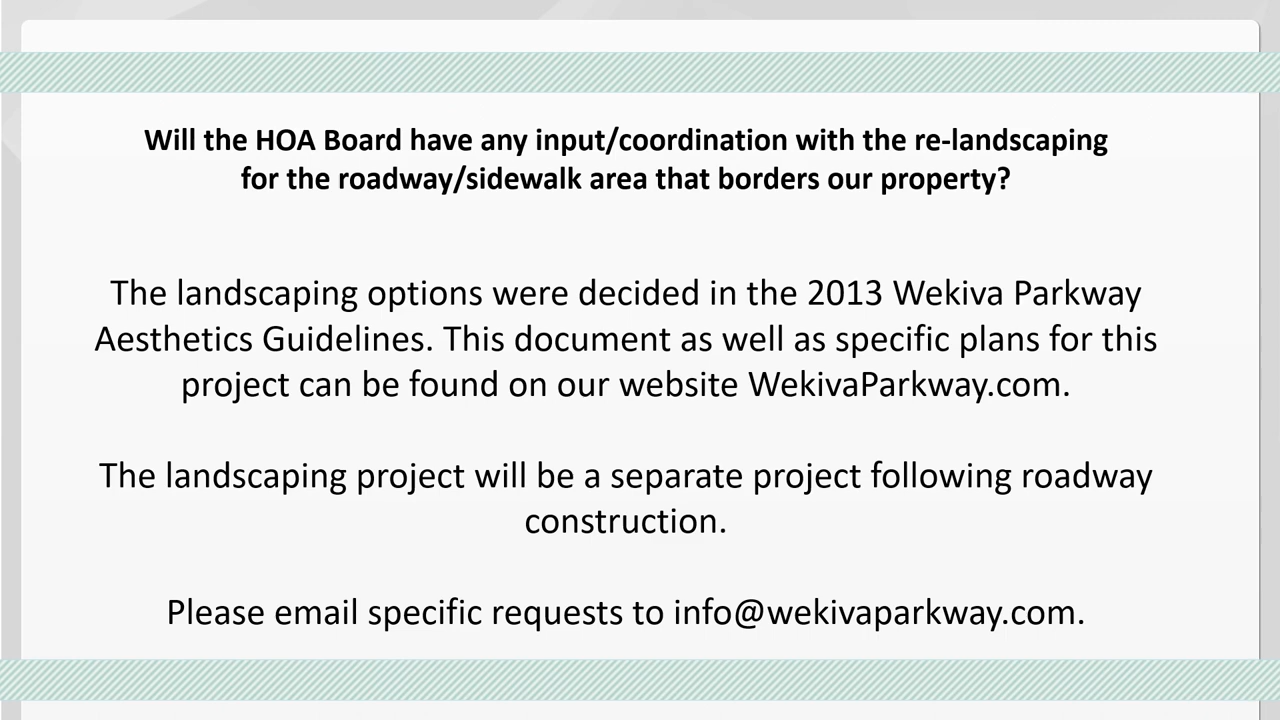 Will the HOA Board have any input/coordination with the re-landscaping
for the roadway/sidewalk area that borders our property?
The landscaping options were decided in the 2013 Wekiva Parkway
Aesthetics Guidelines. This document as well as specific plans for this
project can be found on our website WekivaParkway.com.
The landscaping project will be a separate project following roadway
construction.
Please email specific requests to info@wekivaparkway.com.